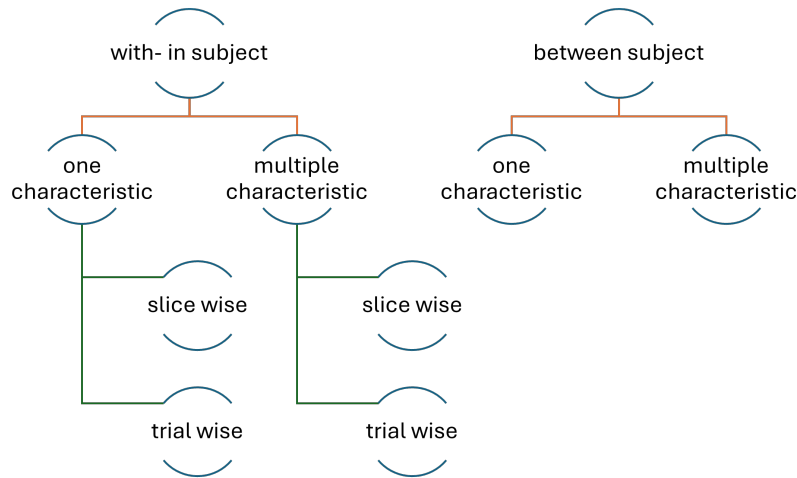 with- in subject
between subject
one
characteristic
multiple
characteristic
one
characteristic
multiple
characteristic
slice wise
slice wise
trial wise
trial wise